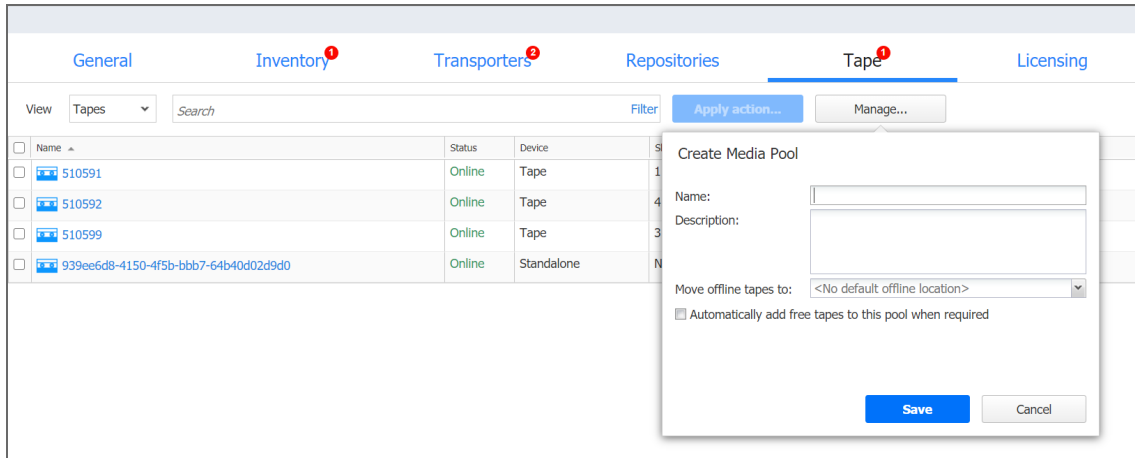 General Inventory 1 Transporters 2 Repositories Tape 1 Licensing
View Tapes Search Filter Apply action... Manage...
Name Status Device
Create Media Pool
510591 Online Tape 1
Name:
510592 Online Tape 4
Description:
510599 Online Tape 3
939ee6d8-4150-4f5b-bbb7-64b40d02d9d0 Online Standalone N
Move offline tapes to: <No default offline location>
Automatically add free tapes to this pool when required
Save Cancel